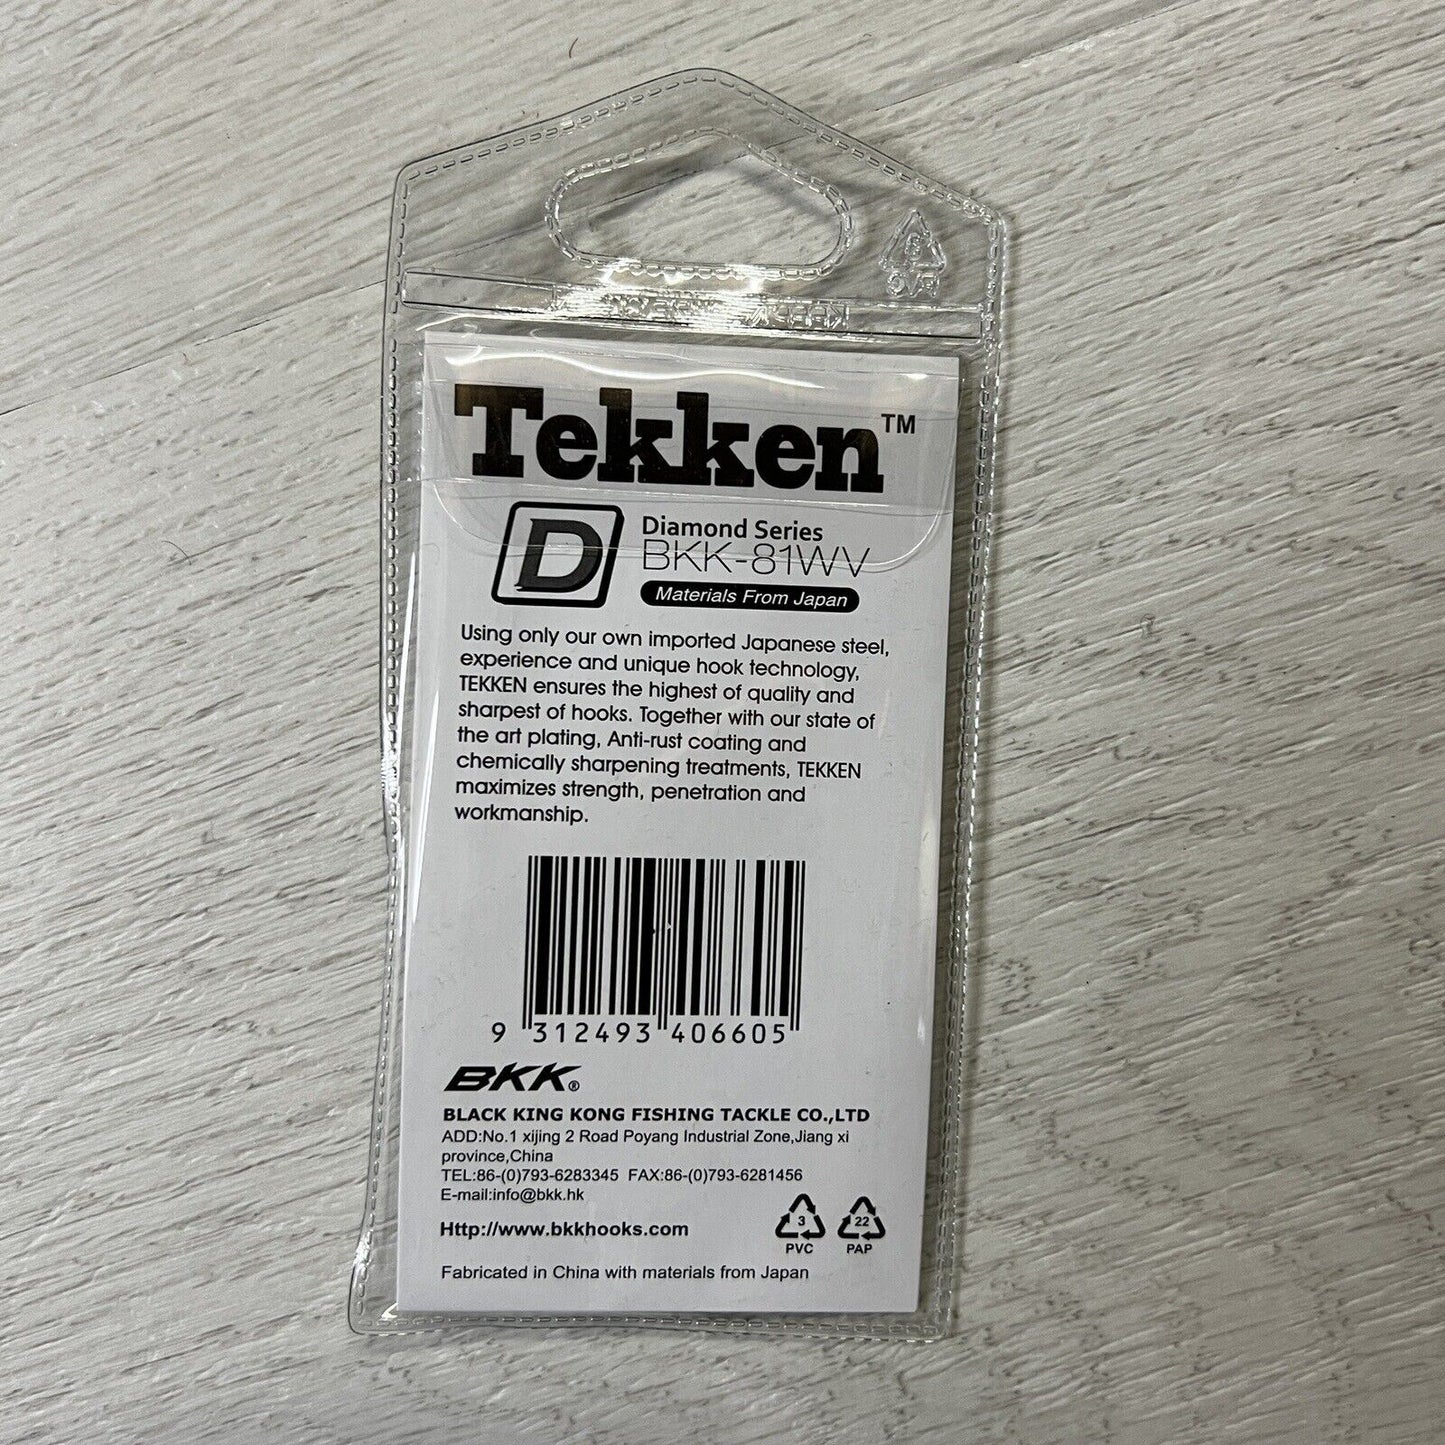 3
PVC
Tekken™
D
Diamond Series
BKK-81WV
Materials From Japan
Using only our own imported Japanese steel,
experience and unique hook technology,
TEKKEN ensures the highest of quality and
sharpest of hooks. Together with our state of
the art plating, Anti-rust coating and
chemically sharpening treatments, TEKKEN
maximizes strength, penetration and
workmanship.
9 312493 406605
BKK®
BLACK KING KONG FISHING TACKLE CO.,LTD
ADD:No.1 xijing 2 Road Poyang Industrial Zone,Jiang xi
province,China
TEL:86-(0)793-6283345 FAX:86-(0)793-6281456
E-mail:info@bkk.hk
Http://www.bkkhooks.com
3 22
PVC PAP
Fabricated in China with materials from Japan